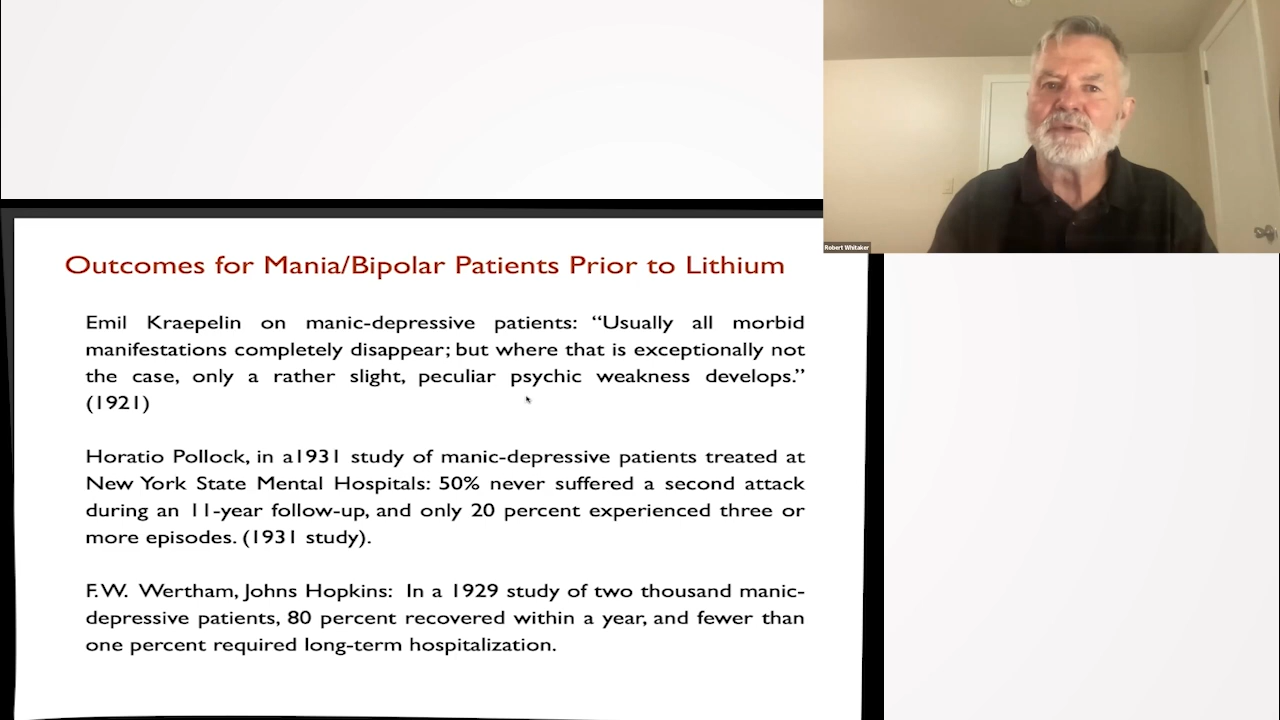 Robert Whitaker
Outcomes for Mania/Bipolar Patients Prior to Lithium
Emil Kraepelin on manic-depressive patients: “Usually all morbid
manifestations completely disappear; but where that is exceptionally not
the case, only a rather slight, peculiar psychic weakness develops.”
(1921)
Horatio Pollock, in a1931 study of manic-depressive patients treated at
New York State Mental Hospitals: 50% never suffered a second attack
during an 11-year follow-up, and only 20 percent experienced three or
more episodes. (1931 study).
F.W. Wertham, Johns Hopkins: In a 1929 study of two thousand manic-
depressive patients, 80 percent recovered within a year, and fewer than
one percent required long-term hospitalization.